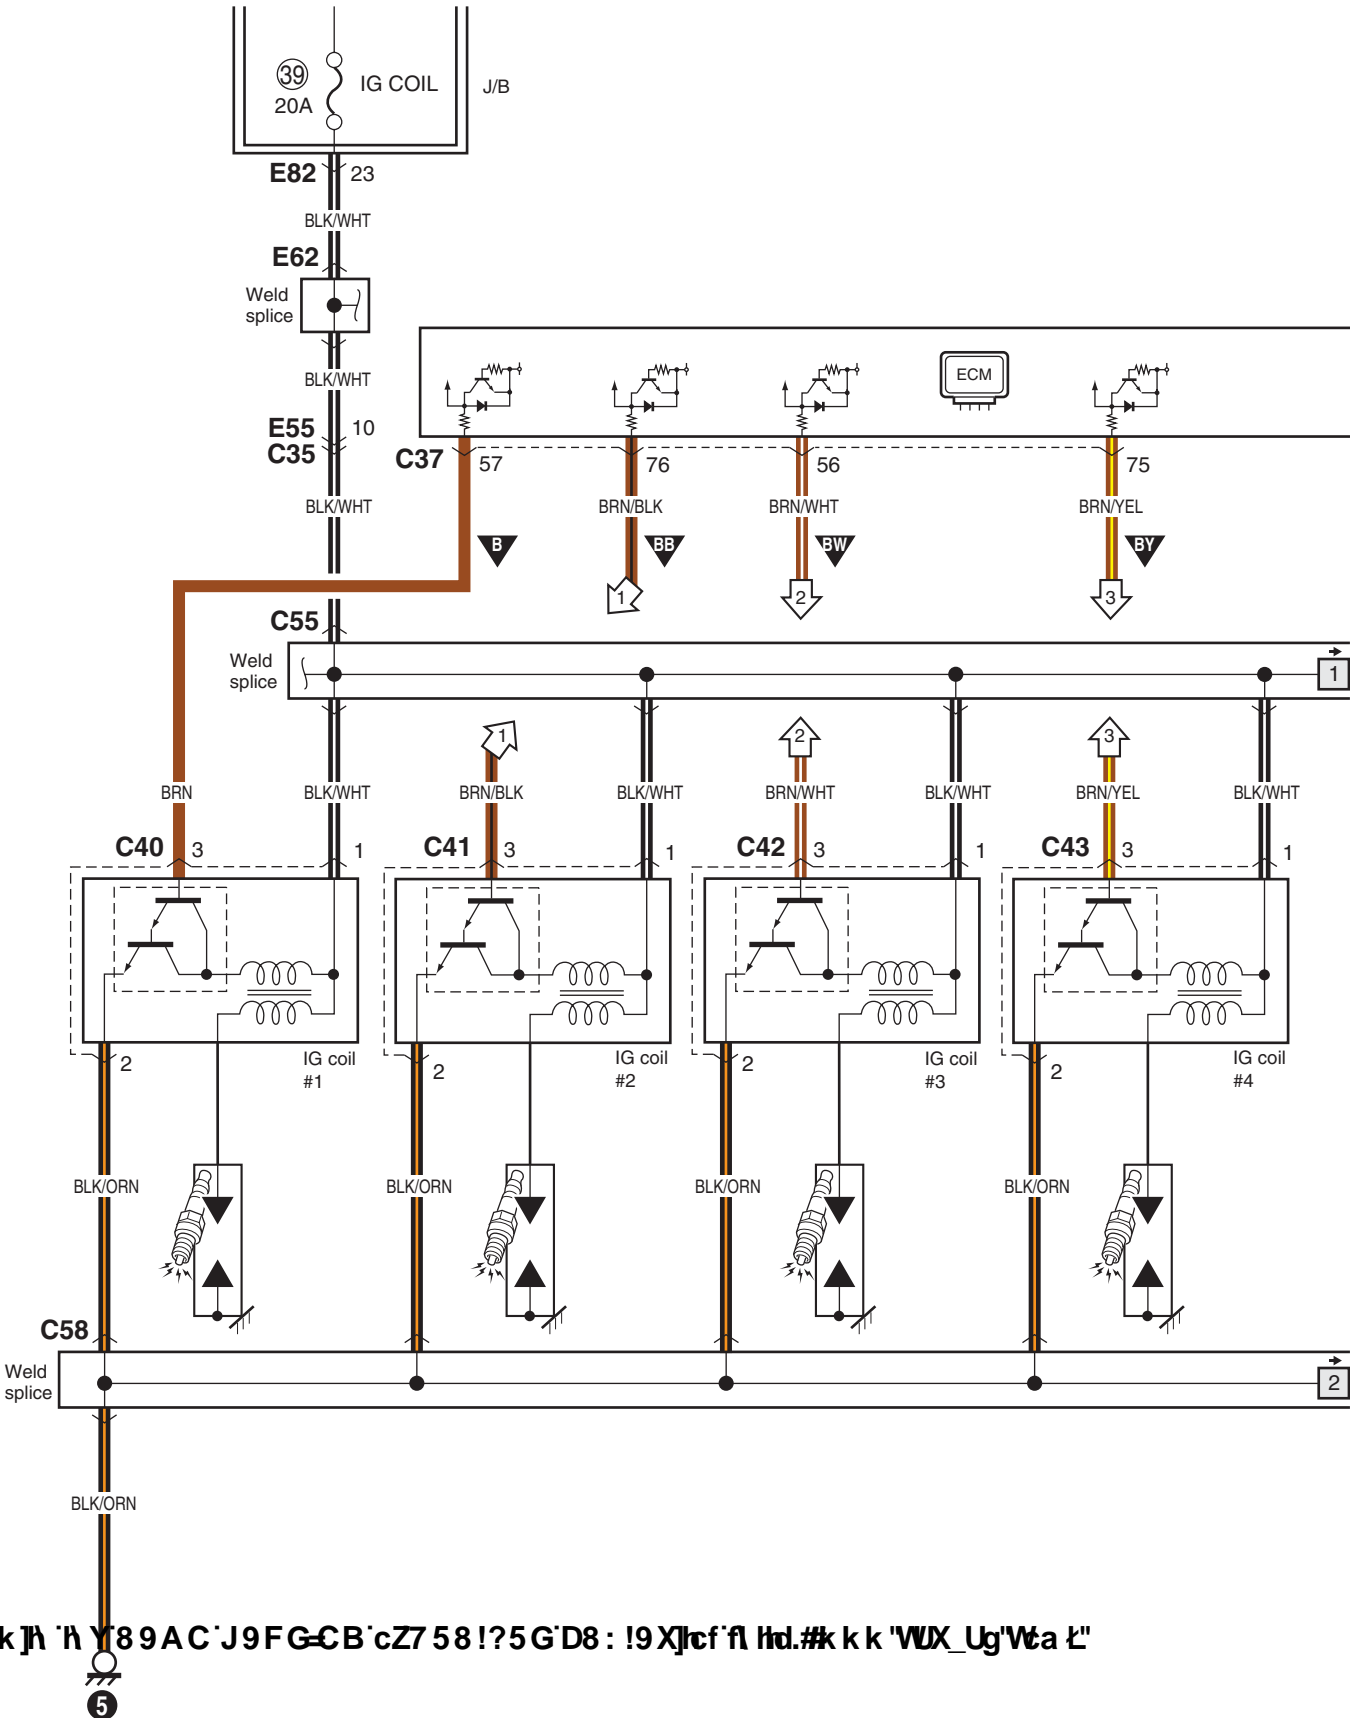 39
20A
IG COIL
J/B
E82
23
BLK/WHT
E62
Weld
splice
BLK/WHT
E55
10
C35
ECM
C37
57
76
56
75
BLK/WHT
BRN/BLK
BRN/WHT
BRN/YEL
B
BB
BW
BY
1
2
3
C55
Weld
splice
1
1
2
3
BRN
BLK/WHT
BRN/BLK
BLK/WHT
BRN/WHT
BLK/WHT
BRN/YEL
BLK/WHT
C40
3
1
C41
3
1
C42
3
1
C43
3
1
2
IG coil
#1
2
IG coil
#2
2
IG coil
#3
2
IG coil
#4
BLK/ORN
BLK/ORN
BLK/ORN
BLK/ORN
C58
Weld
splice
2
BLK/ORN
5